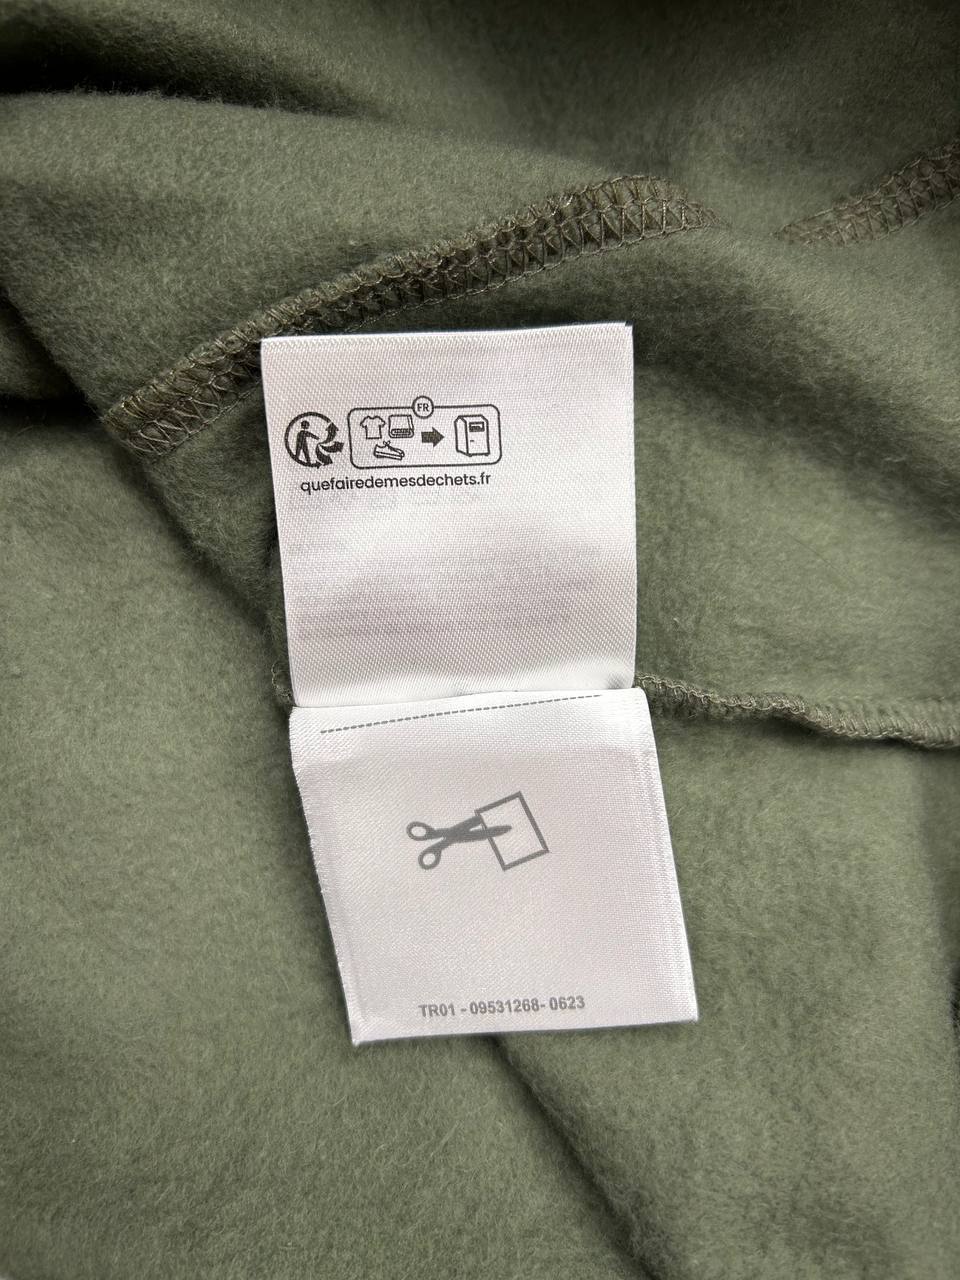 FR
quefairedemesdechets.fr
TR01 - 09531268- 0623